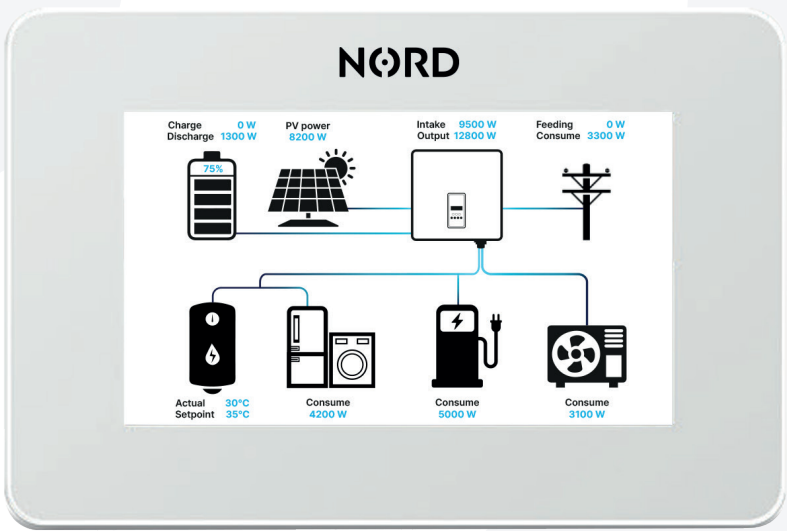 NORD
Charge 0 W
Discharge 1300 W
PV power
8200 W
Intake 9500 W
Output 12800 W
Feeding 0 W
Consume 3300 W
75%
Actual 30°C
Setpoint 35°C
Consume
4200 W
Consume
5000 W
Consume
3100 W